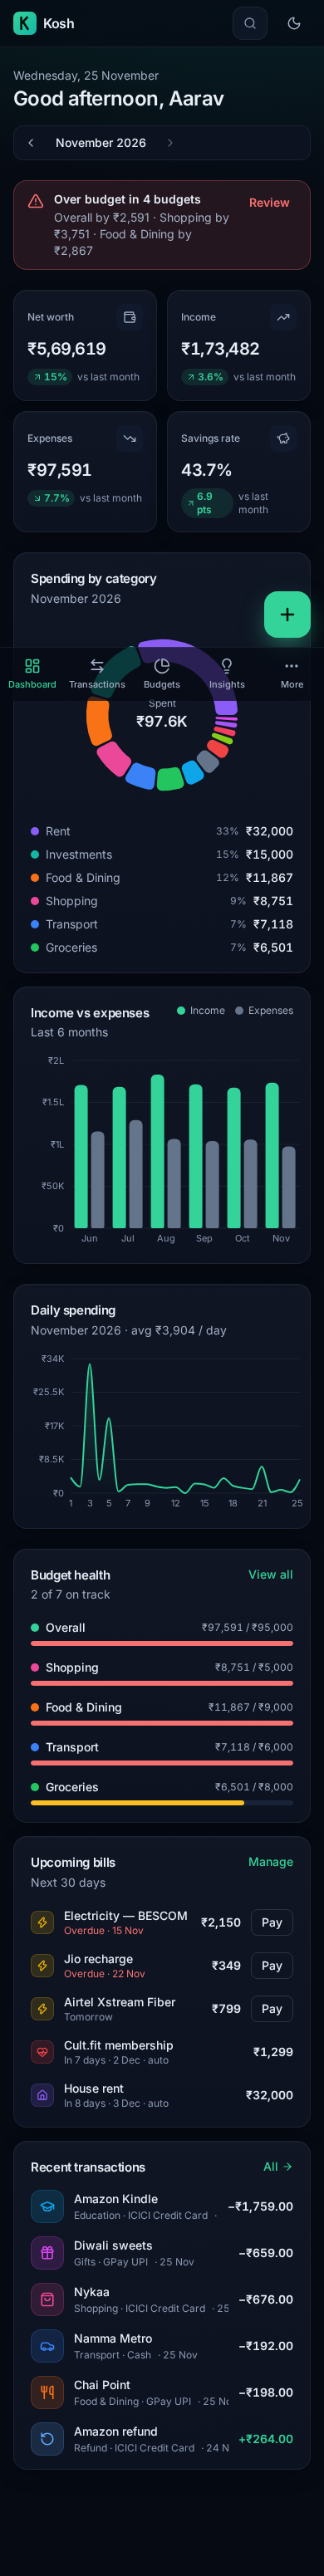 Kosh
Wednesday, 25 November
Good afternoon, Aarav
November 2026
Over budget in 4 budgets
Overall by ₹2,591 · Shopping by
₹3,751 · Food & Dining by
₹2,867
Review
Net worth
₹5,69,619
15% vs last month
Income
₹1,73,482
3.6% vs last month
Expenses
₹97,591
7.7% vs last month
Savings rate
43.7%
6.9
pts
vs last
month
Spending by category
November 2026
Dashboard
Transactions
Budgets
Insights
More
Spent
₹97.6K
Rent 33% ₹32,000
Investments 15% ₹15,000
Food & Dining 12% ₹11,867
Shopping 9% ₹8,751
Transport 7% ₹7,118
Groceries 7% ₹6,501
Income vs expenses
Income Expenses
Last 6 months
₹2L
₹1.5L
₹1L
₹50K
₹0
Jun Jul Aug Sep Oct Nov
Daily spending
November 2026 · avg ₹3,904 / day
₹34K
₹25.5K
₹17K
₹8.5K
₹0
1 3 5 7 9 12 15 18 21 25
Budget health
View all
2 of 7 on track
Overall ₹97,591 / ₹95,000
Shopping ₹8,751 / ₹5,000
Food & Dining ₹11,867 / ₹9,000
Transport ₹7,118 / ₹6,000
Groceries ₹6,501 / ₹8,000
Upcoming bills
Manage
Next 30 days
Electricity — BESCOM
Overdue · 15 Nov
₹2,150 Pay
Jio recharge
Overdue · 22 Nov
₹349 Pay
Airtel Xstream Fiber
Tomorrow
₹799 Pay
Cult.fit membership
In 7 days · 2 Dec · auto
₹1,299
House rent
In 8 days · 3 Dec · auto
₹32,000
Recent transactions
All →
Amazon Kindle
Education · ICICI Credit Card ·
−₹1,759.00
Diwali sweets
Gifts · GPay UPI · 25 Nov
−₹659.00
Nykaa
Shopping · ICICI Credit Card · 25
−₹676.00
Namma Metro
Transport · Cash · 25 Nov
−₹192.00
Chai Point
Food & Dining · GPay UPI · 25 No
−₹198.00
Amazon refund
Refund · ICICI Credit Card · 24 N
+₹264.00